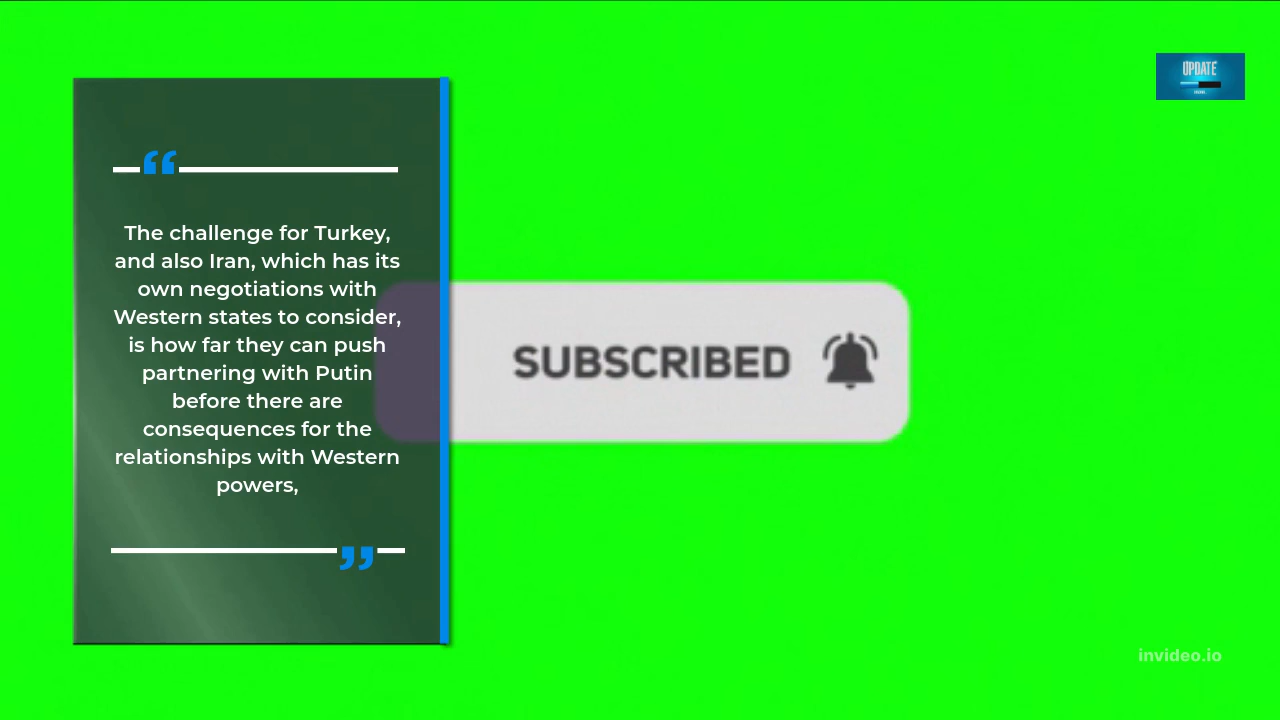 UPDATE
“
The challenge for Turkey,
and also Iran, which has its
own negotiations with
Western states to consider,
is how far they can push
partnering with Putin
before there are
consequences for the
relationships with Western
powers,
”
SUBSCRIBED
invideo.io